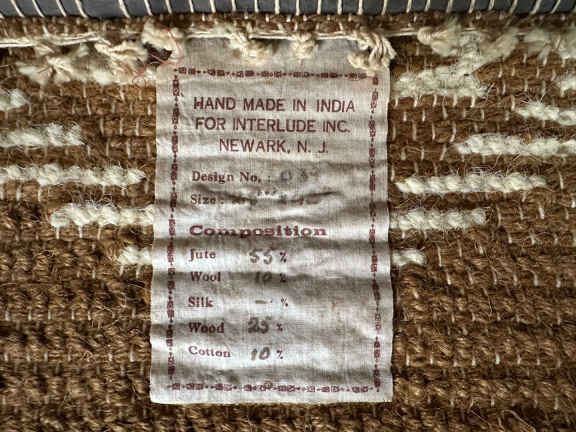 HAND MADE IN INDIA
FOR INTERLUDE INC.
NEWARK, N. J.
Design No. :
Size :
Composition
Jute 55 %
Wool 10 %
Silk - %
Wood 25 %
Cotton 10 %